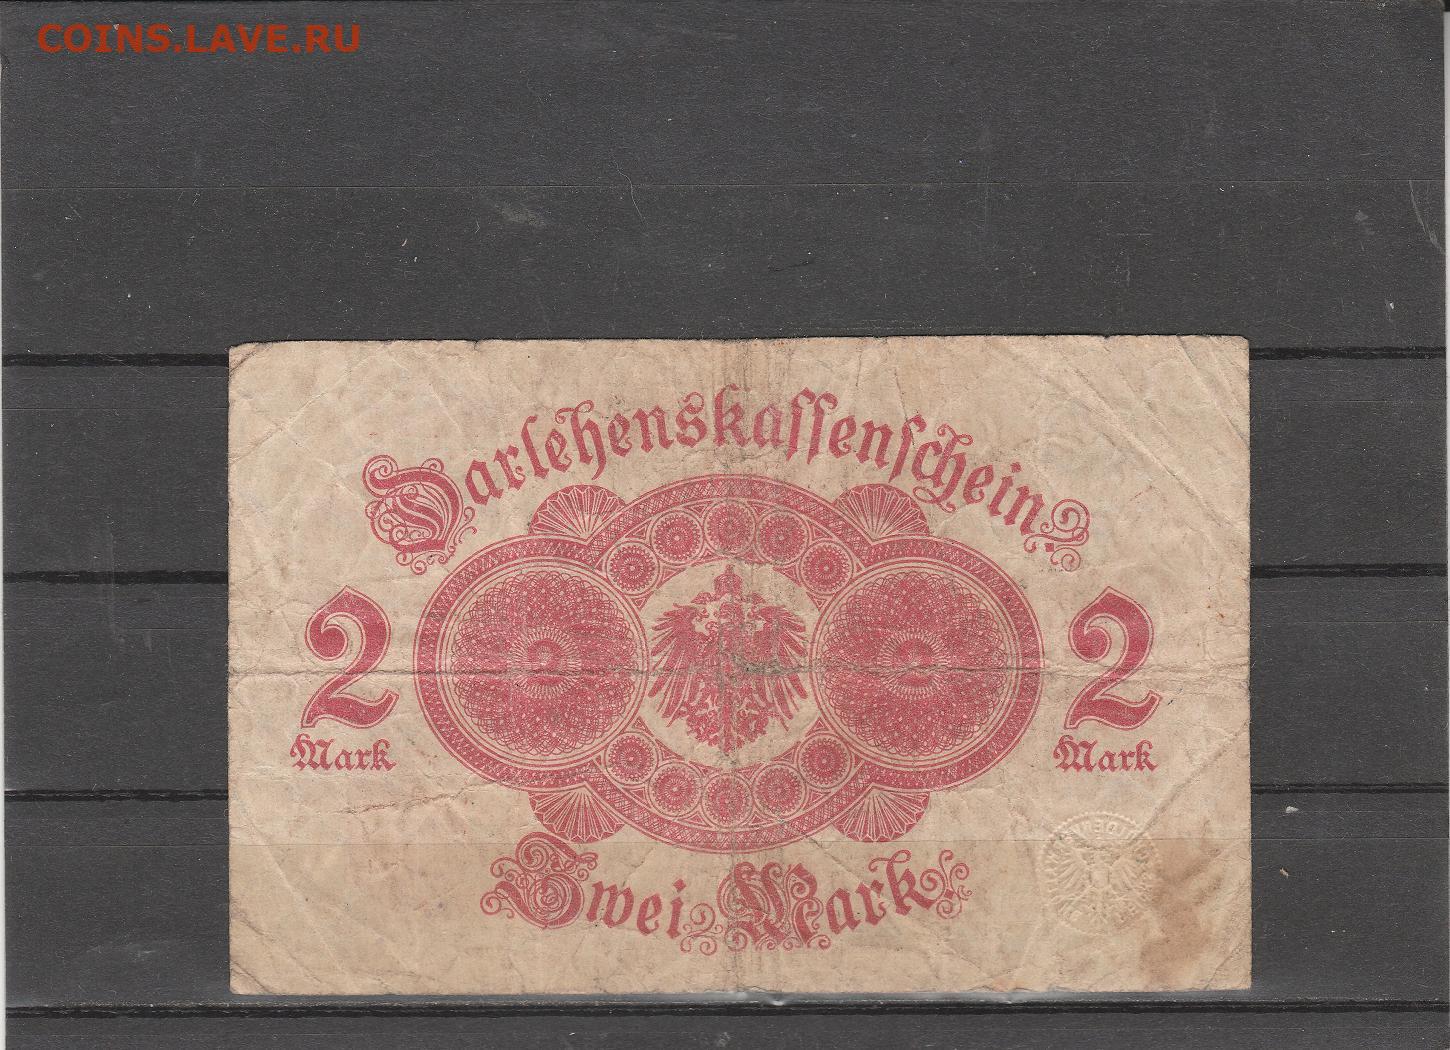 COINS.LAVE.RU
Darlehenskassenschein.
2
Mark
2
Mark
Zwei Mark.